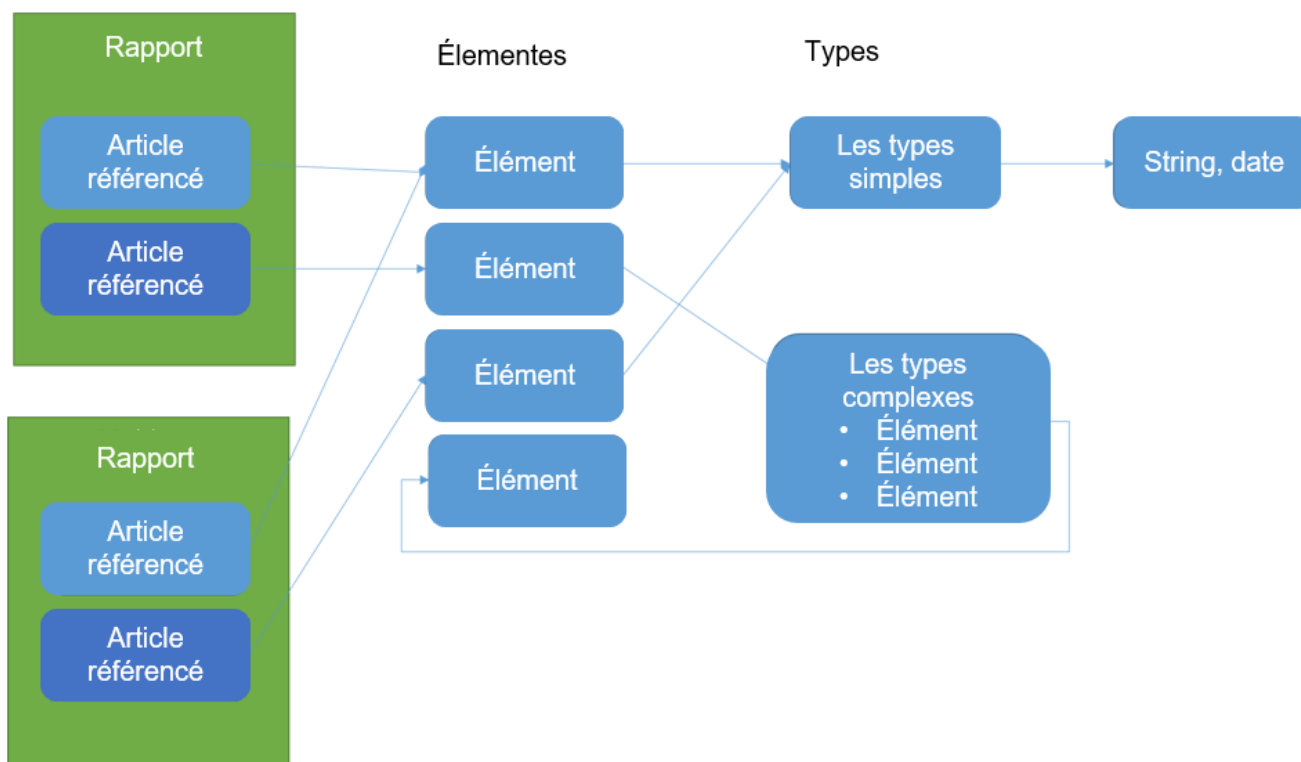 Rapport
Article
référencé
Article
référencé
Rapport
Article
référencé
Article
référencé
Élementes
Élément
Élément
Élément
Élément
Types
Les types
simples
Les types
complexes
• Élément
• Élément
• Élément
String, date